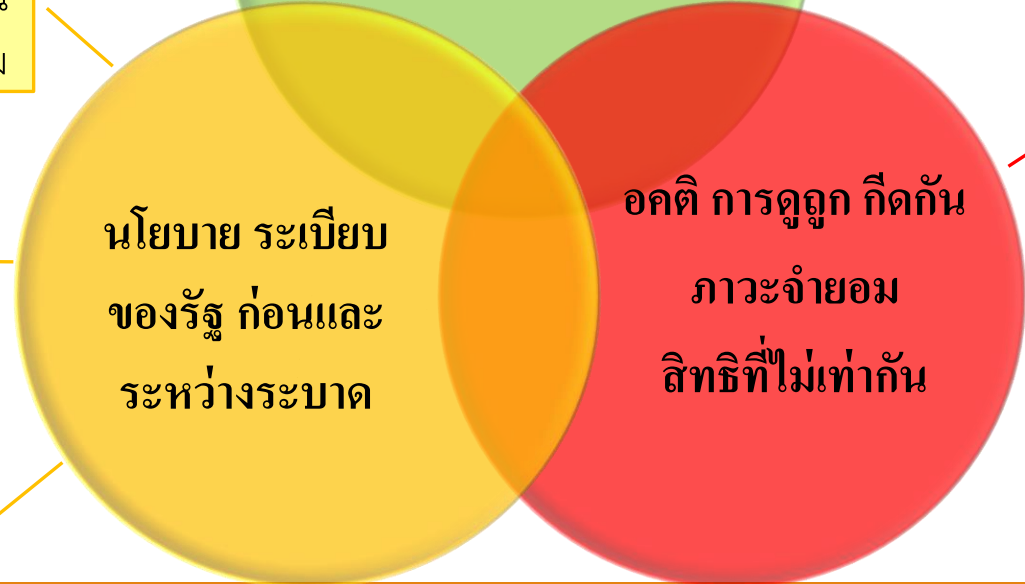 นโยบาย ระเบียบ
ของรัฐ ก่อนและ
ระหว่างระบาด
อคติ การดูถูก กีดกัน
ภาวะจำยอม
สิทธิที่ไม่เท่ากัน